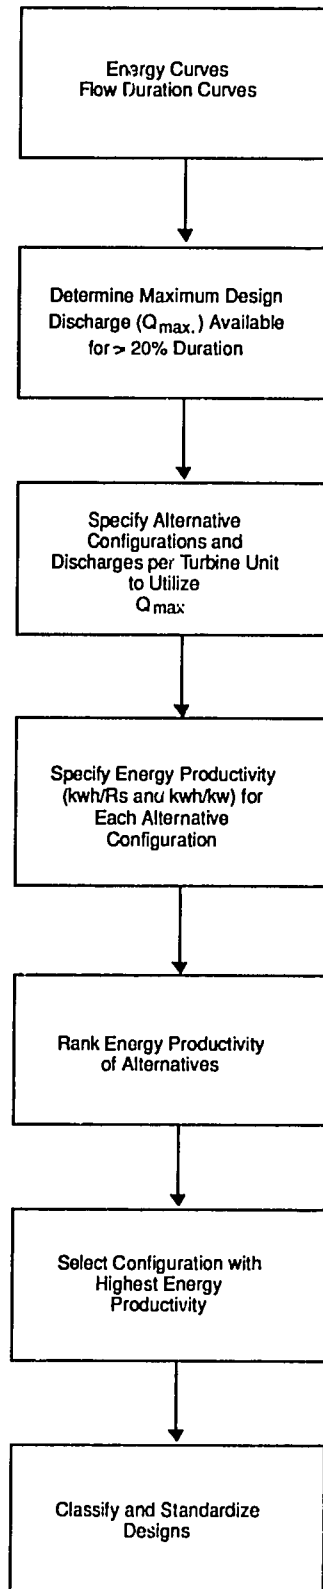 Energy Curves
Flow Duration Curves
Determine Maximum Design
Discharge (Qmax.) Available
for > 20% Duration
Specify Alternative
Configurations and
Discharges per Turbine Unit
to Utilize
Qmax
Specify Energy Productivity
(kwh/Rs and kwh/kw) for
Each Alternative
Configuration
Rank Energy Productivity
of Alternatives
Select Configuration with
Highest Energy
Productivity
Classify and Standardize
Designs